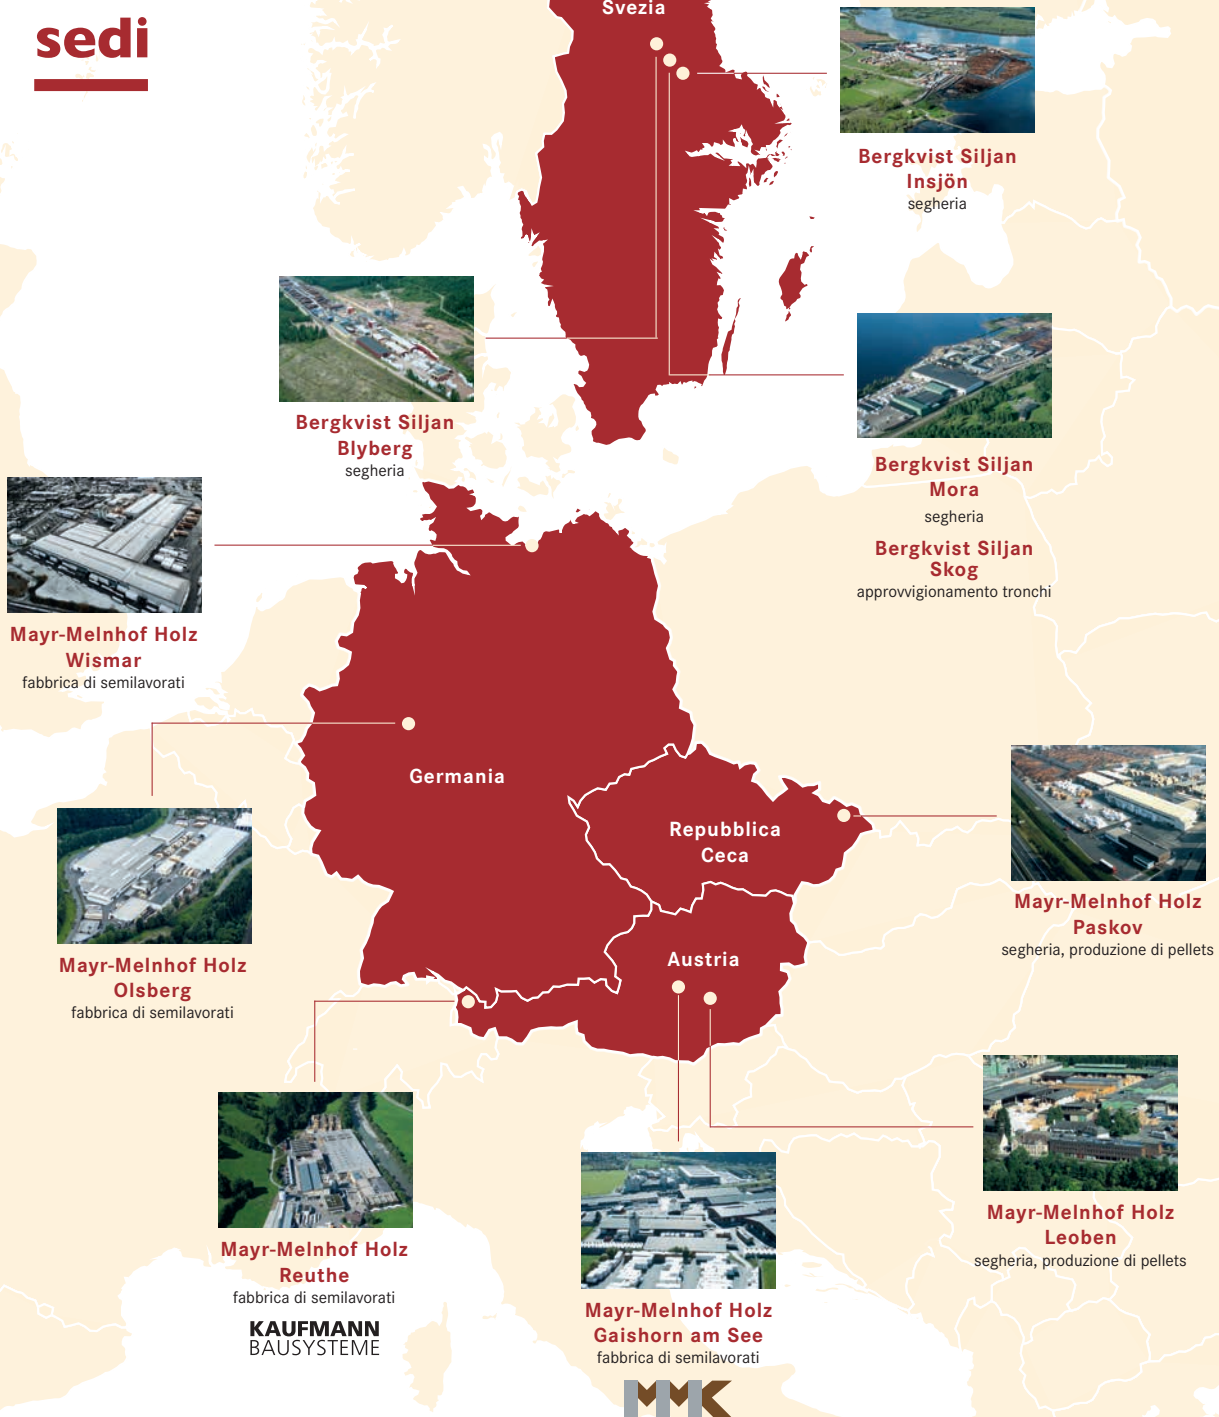 sedi
Svezia
Bergkvist Siljan
Insjön
segheria
Bergkvist Siljan
Blyberg
segheria
Bergkvist Siljan
Mora
segheria
Bergkvist Siljan
Skog
approvvigionamento tronchi
Mayr-Melnhof Holz
Wismar
fabbrica di semilavorati
Germania
Repubblica
Ceca
Mayr-Melnhof Holz
Paskov
segheria, produzione di pellets
Mayr-Melnhof Holz
Olsberg
fabbrica di semilavorati
Austria
Mayr-Melnhof Holz
Leoben
segheria, produzione di pellets
Mayr-Melnhof Holz
Reuthe
fabbrica di semilavorati
KAUFMANN
BAUSYSTEME
Mayr-Melnhof Holz
Gaishorn am See
fabbrica di semilavorati
MMK